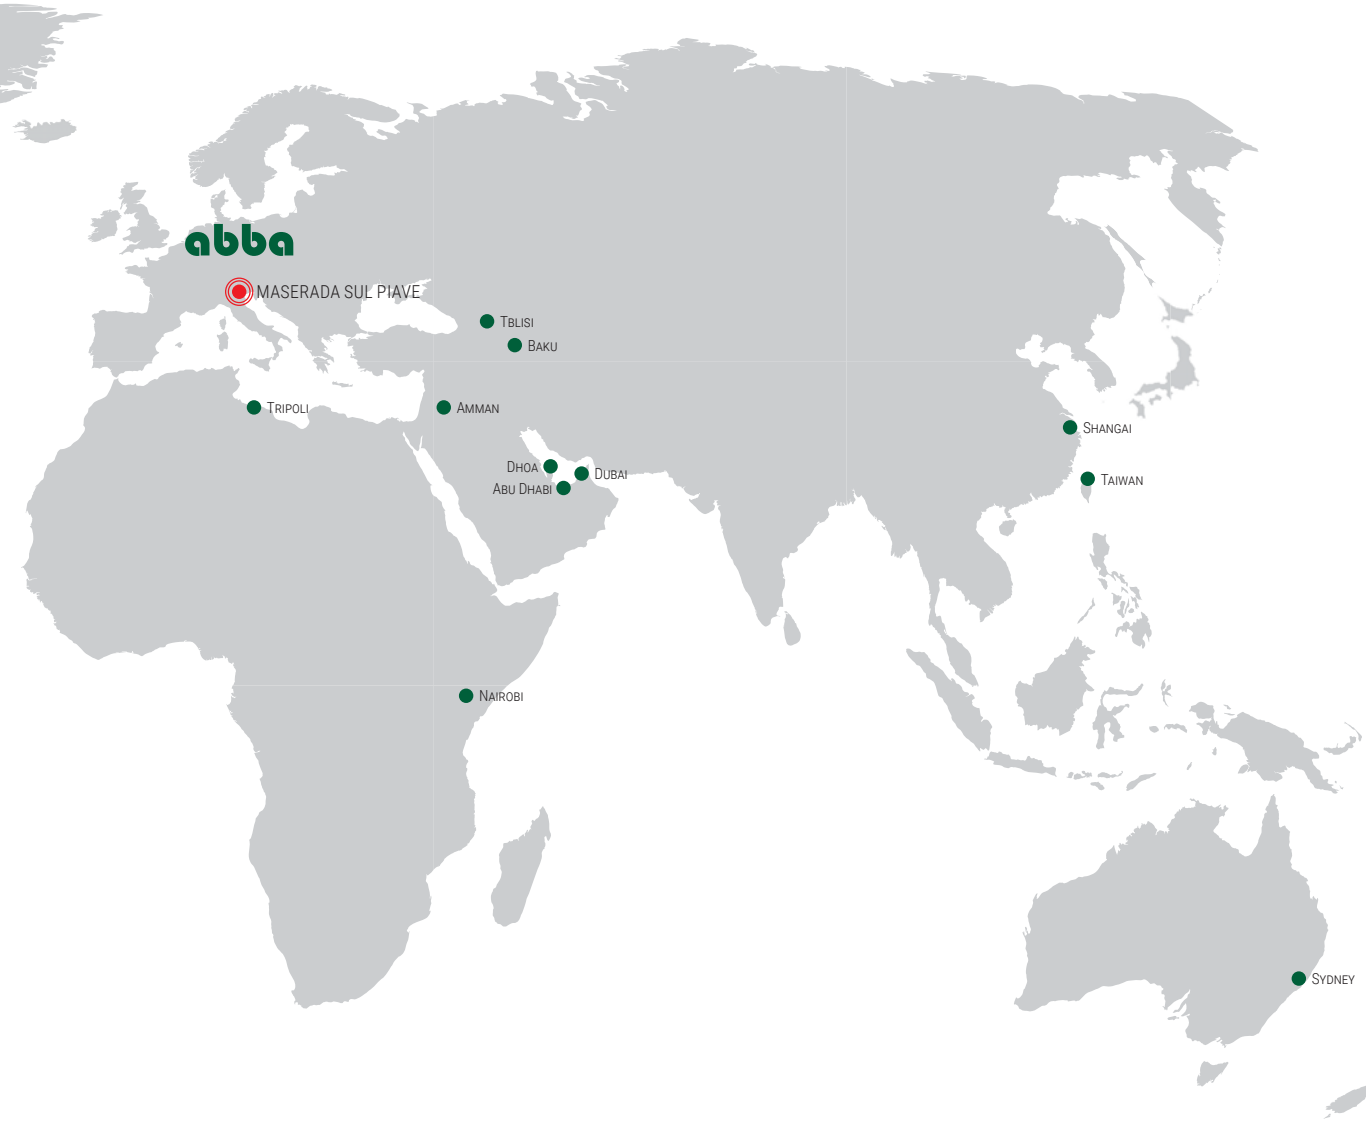 abba
MASERADA SUL PIAVE
TBLISI
BAKU
TRIPOLI
AMMAN
SHANGAI
DHOA
DUBAI
ABU DHABI
TAIWAN
NAIROBI
SYDNEY